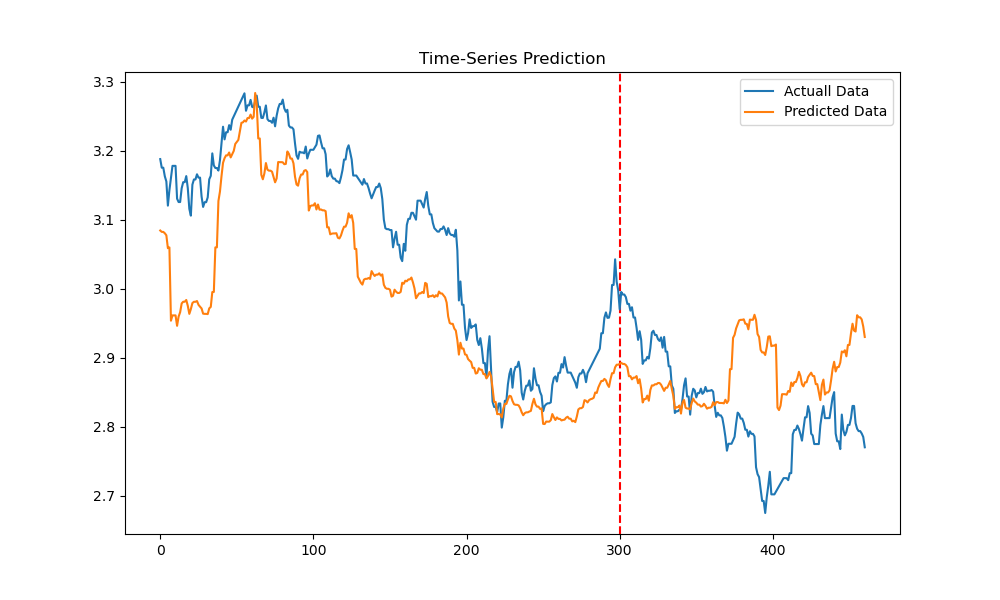 Time-Series Prediction
Actuall Data
Predicted Data
3.3
3.2
3.1
3.0
2.9
2.8
2.7
0 100 200 300 400